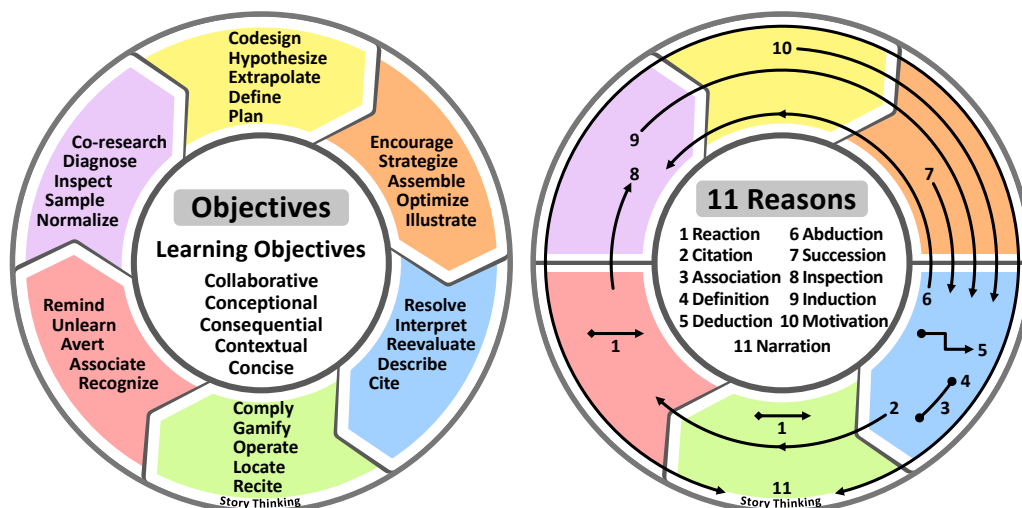 Codesign
Hypothesize
Extrapolate
Define
Plan
Co-research
Diagnose
Inspect
Sample
Normalize
Encourage
Strategize
Assemble
Optimize
Illustrate
Objectives
Learning Objectives
Collaborative
Conceptional
Consequential
Contextual
Concise
Remind
Unlearn
Avert
Associate
Recognize
Resolve
Interpret
Reevaluate
Describe
Cite
Comply
Gamify
Operate
Locate
Recite
Story Thinking
10
9
8
7
11 Reasons
1 Reaction
2 Citation
3 Association
4 Definition
5 Deduction
6 Abduction
7 Succession
8 Inspection
9 Induction
10 Motivation
11 Narration
6
1
5
4
3
2
1
11
Story Thinking